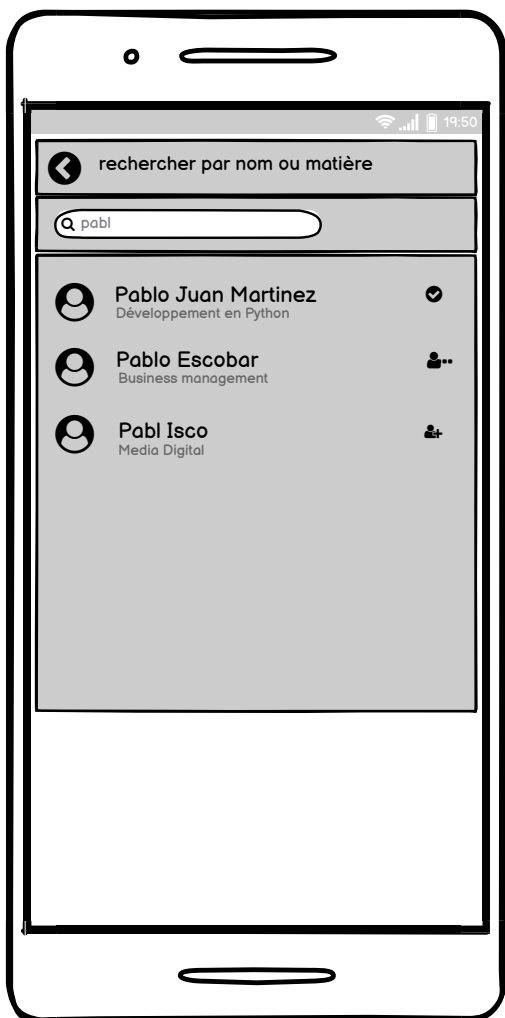 19:50
rechercher par nom ou matière
pabl
Pablo Juan Martinez
Développement en Python
Pablo Escobar
Business management
Pabl Isco
Media Digital